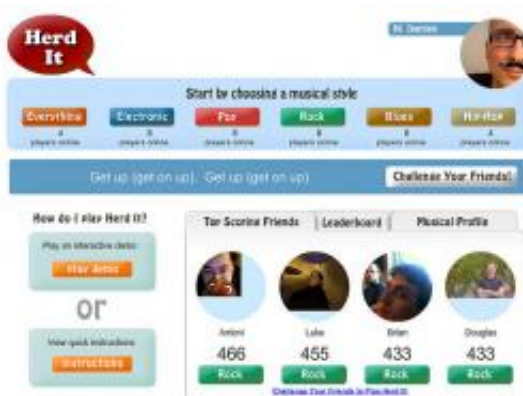 Herd
It
Hi Damien
Start by choosing a musical style
Everything Electronic Pop Rock Blues Hip-Hop
players online players online players online players online players online players online
Get up (get on up). Get up (get on up)
Challenge Your Friends!
How do I play Herd It?
Play an interactive demo
Play demo
or
View quick instructions
Instructions
Top Scoring Friends Leaderboard Musical Profile
Antoni Luke Brian Douglas
466 455 433 433
Rock Rock Rock Rock
Challenge Your Friends to Play Herd It!